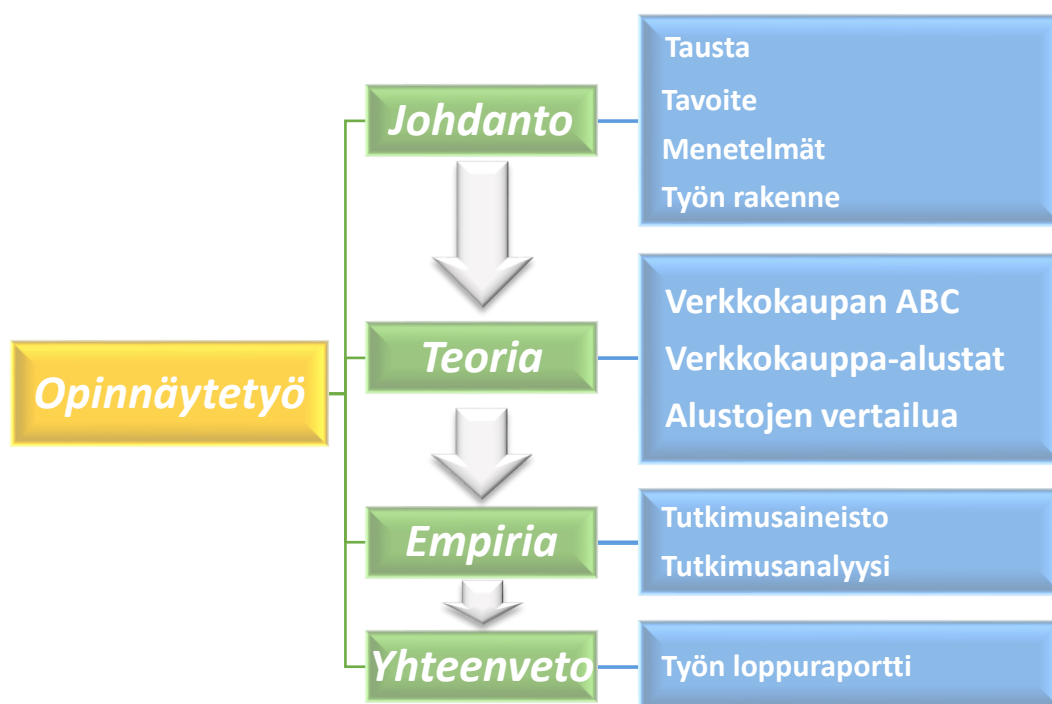 Opinnäytetyö
Johdanto
Tausta
Tavoite
Menetelmät
Työn rakenne
Teoria
Verkkokaupan ABC
Verkkokauppa-alustat
Alustojen vertailua
Empiria
Tutkimusaineisto
Tutkimusanalyysi
Yhteenveto
Työn loppuraportti